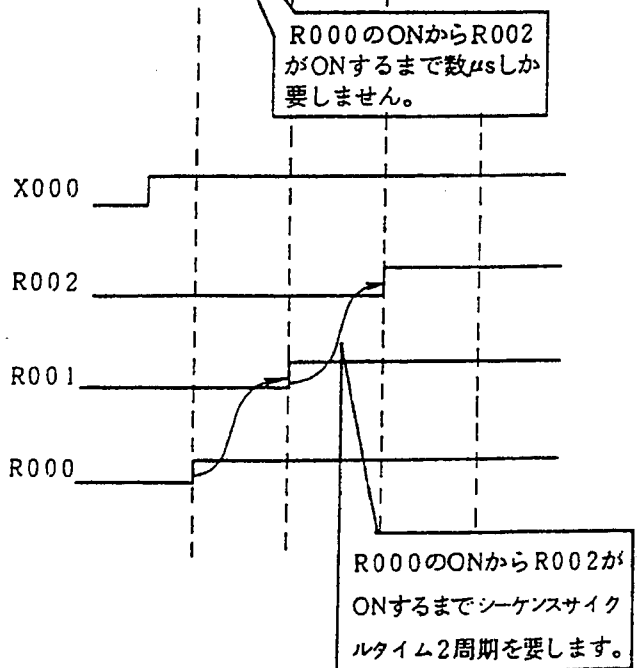 R000のONからR002
がONするまで数μsしか
要しません。
X000
R002
R001
R000
R000のONからR002が
ONするまでシーケンスサイク
ルタイム2周期を要します。